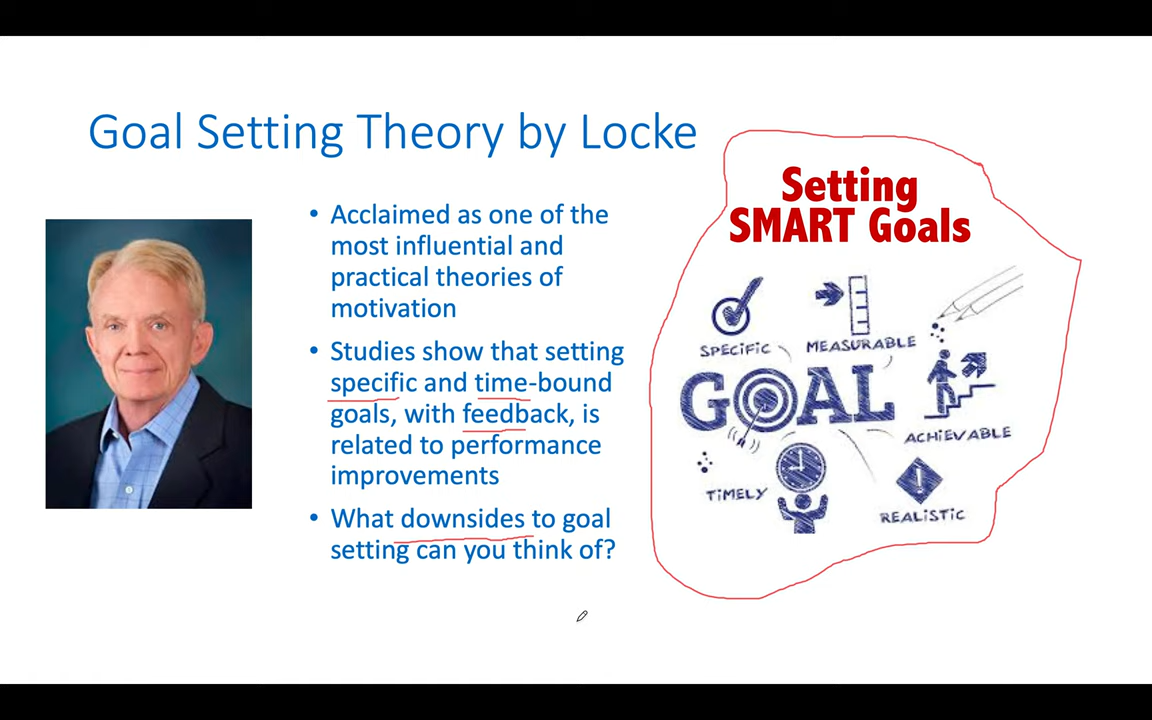 Goal Setting Theory by Locke
• Acclaimed as one of the
most influential and
practical theories of
motivation
• Studies show that setting
specific and time-bound
goals, with feedback, is
related to performance
improvements
• What downsides to goal
setting can you think of?
Setting
SMART Goals
SPECIFIC
MEASURABLE
GOAL
ACHIEVABLE
TIMELY
REALISTIC